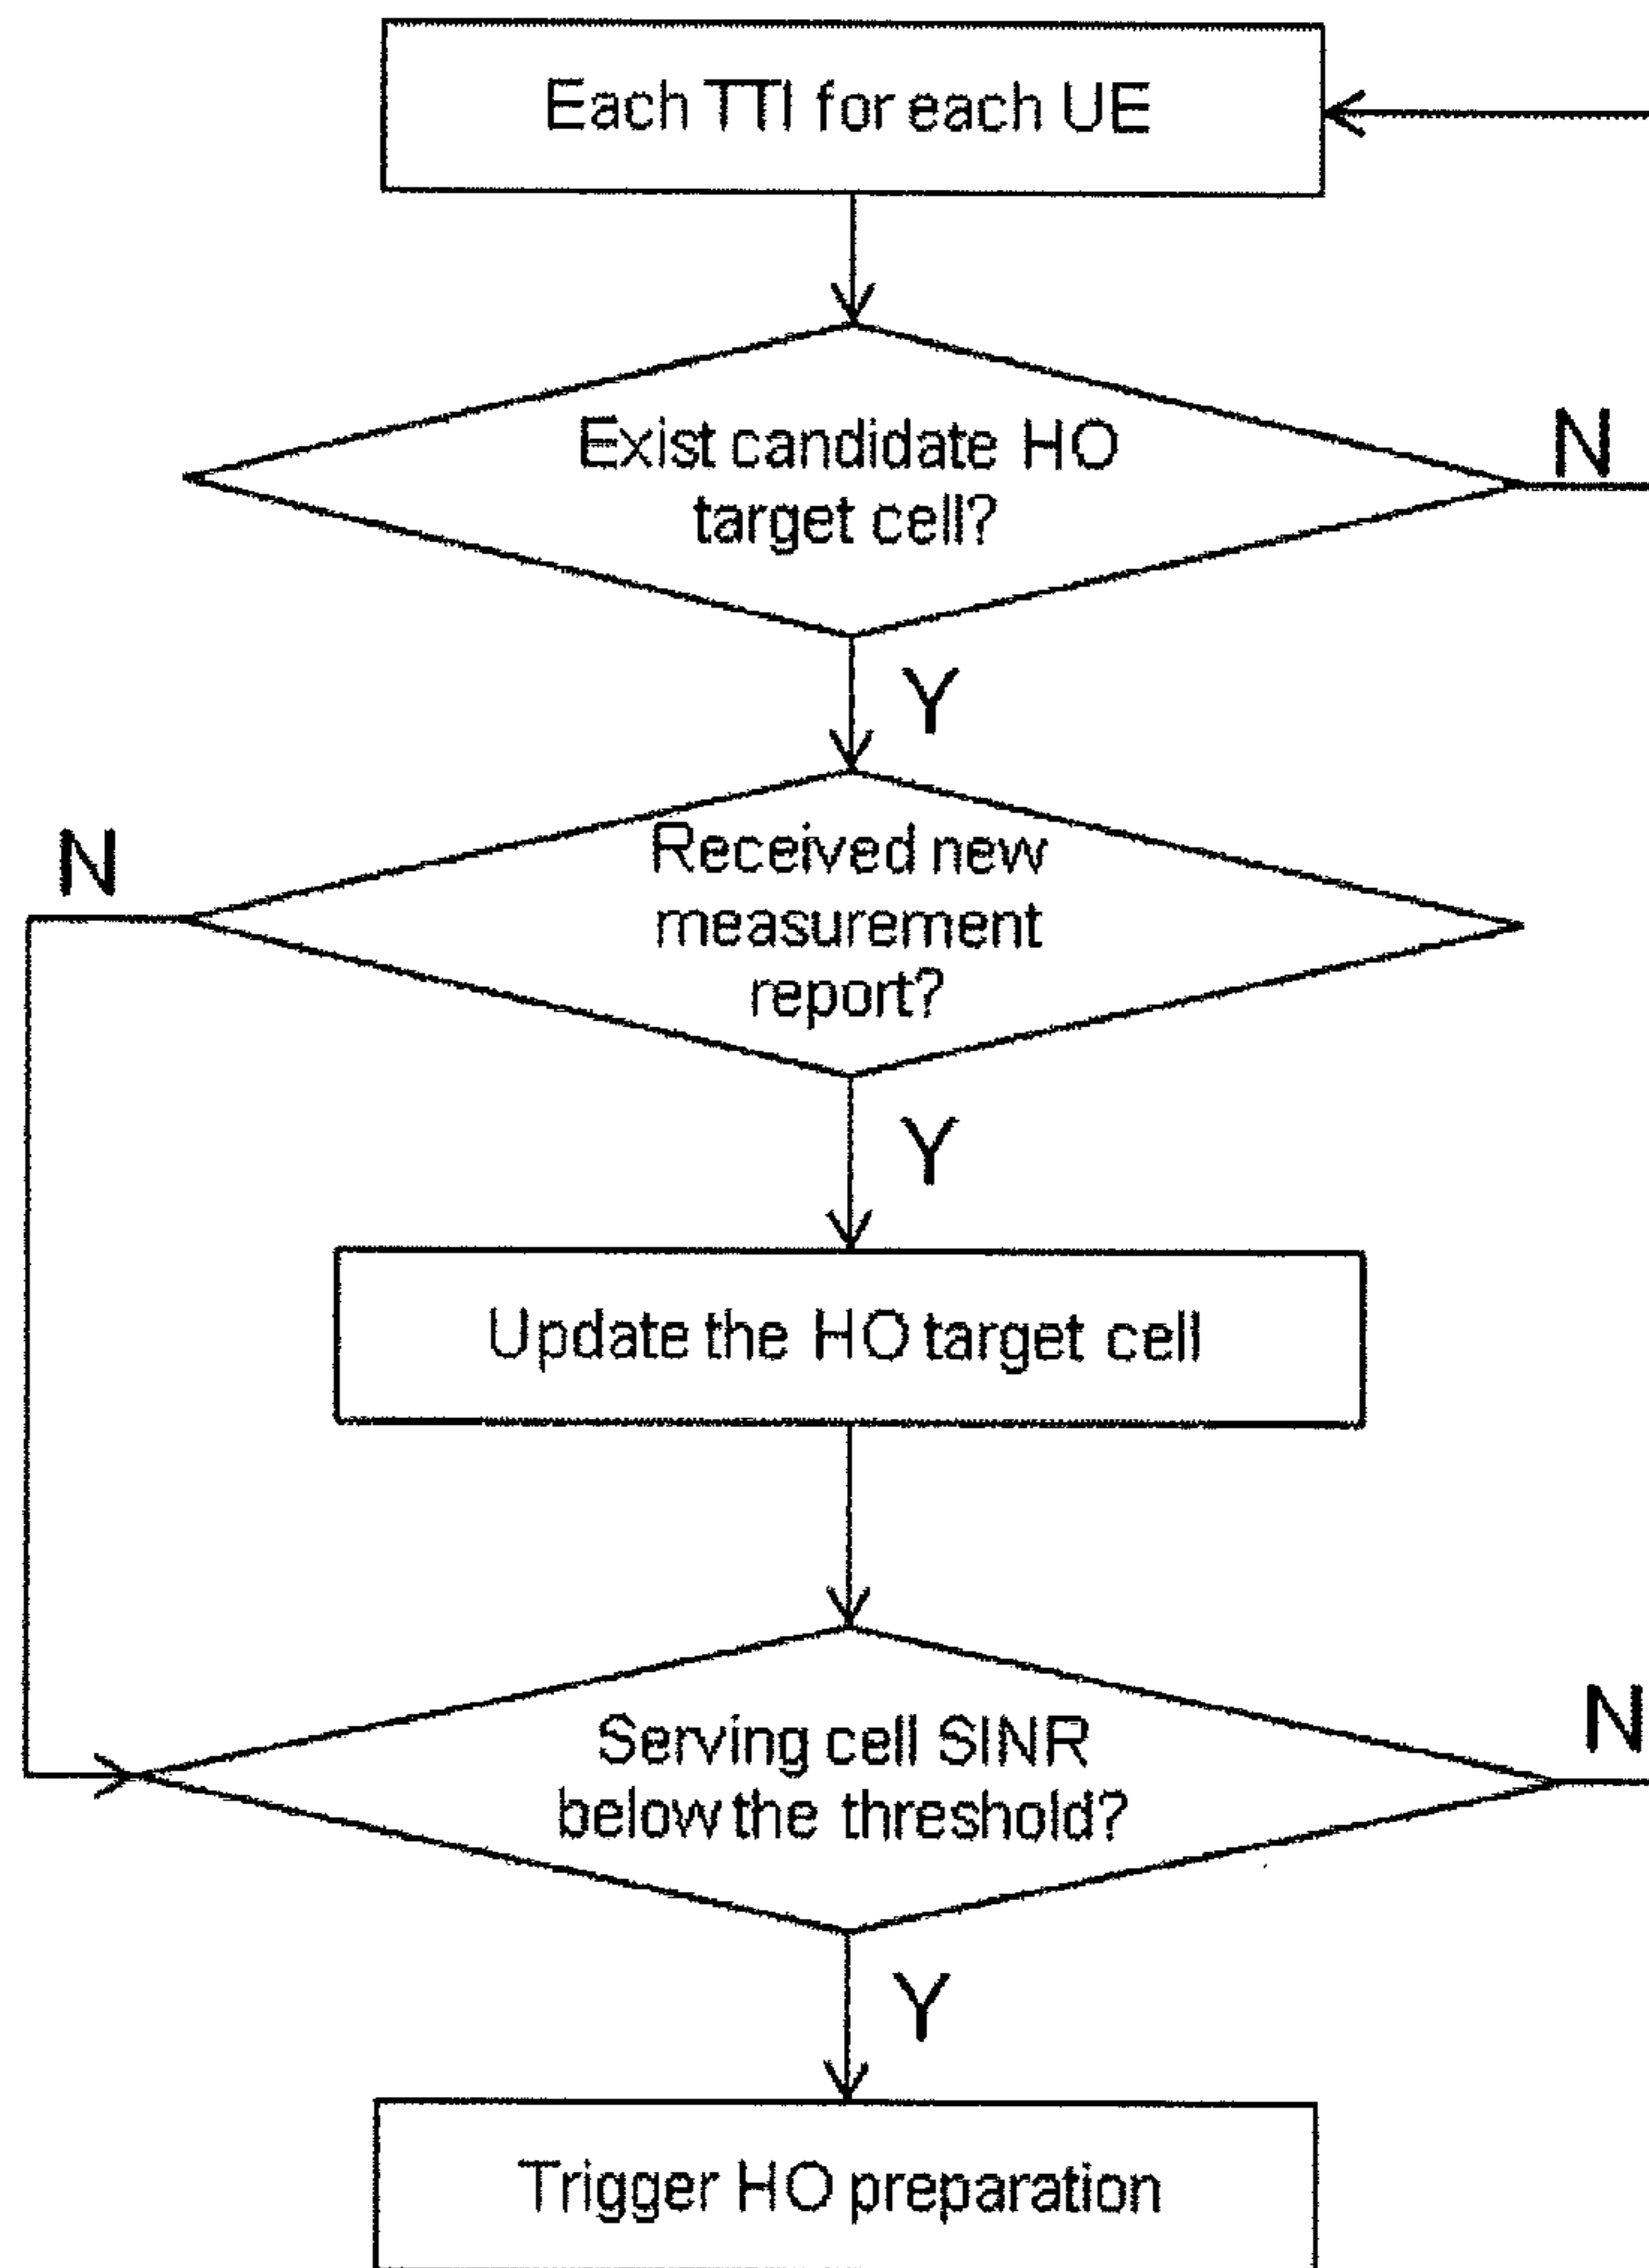 Each TTI for each UE
Exist candidate HO
target cell?
N
Y
Received new
measurement
report?
N
Y
Update the HO target cell
Serving cell SINR
below the threshold?
N
Y
Trigger HO preparation